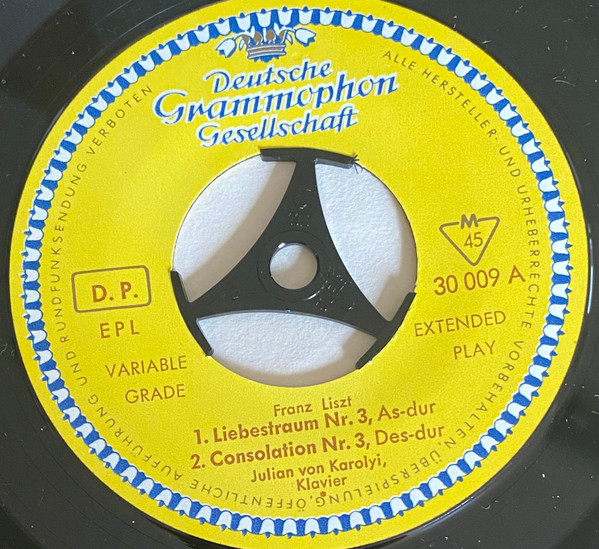 Deutsche
Grammophon
Gesellschaft
ALLE HERSTELLER- UND URHEBERRECHTE VORBEHALTEN, ÜBERSPIELUNG, ÖFFENTLICHE AUFFÜHRUNG UND RUNDFUNKSENDUNG VERBOTEN
M
45
30 009 A
D. P.
EPL
VARIABLE
GRADE
EXTENDED
PLAY
Franz Liszt
1. Liebestraum Nr. 3, As-dur
2. Consolation Nr. 3, Des-dur
Julian von Karolyi,
Klavier